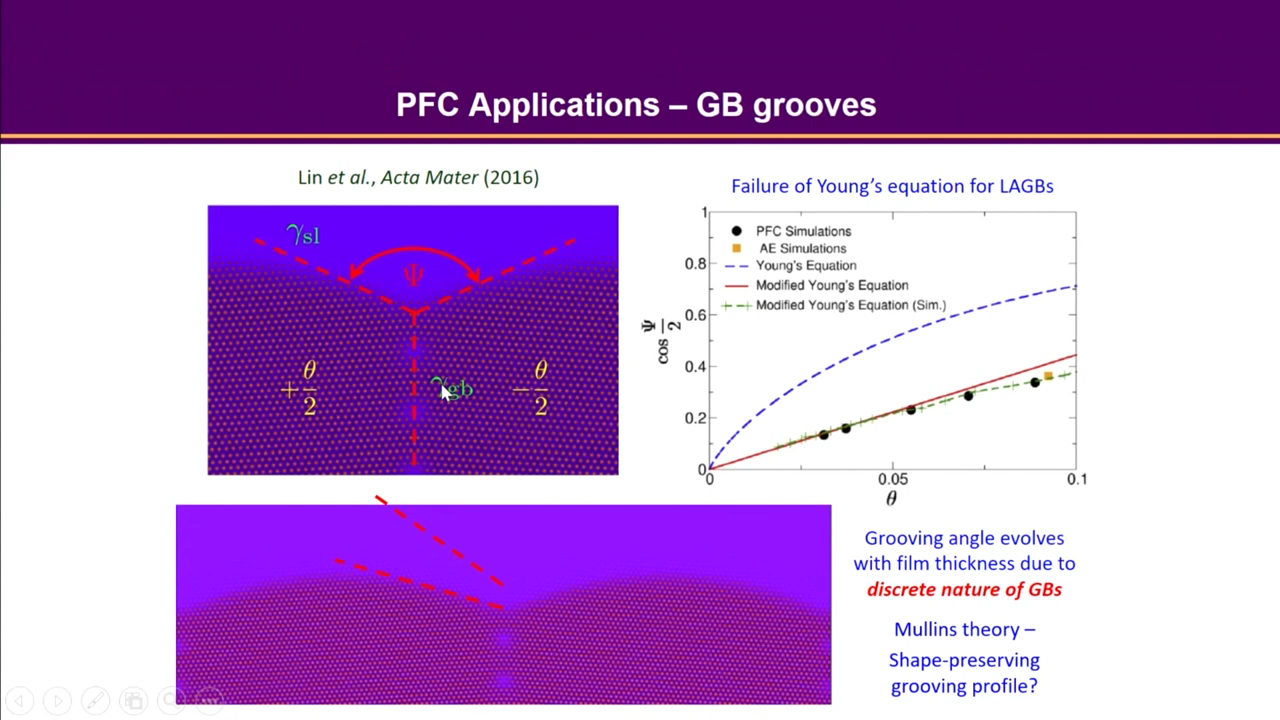 PFC Applications – GB grooves
Lin et al., Acta Mater (2016)
γsl
Ψ
+θ/2
γgb
−θ/2
Failure of Young's equation for LAGBs
1
0.8
0.6
0.4
0.2
0
cos Ψ/2
PFC Simulations
AE Simulations
Young's Equation
Modified Young's Equation
Modified Young's Equation (Sim.)
0
0.05
0.1
θ
Grooving angle evolves
with film thickness due to
discrete nature of GBs
Mullins theory –
Shape-preserving
grooving profile?